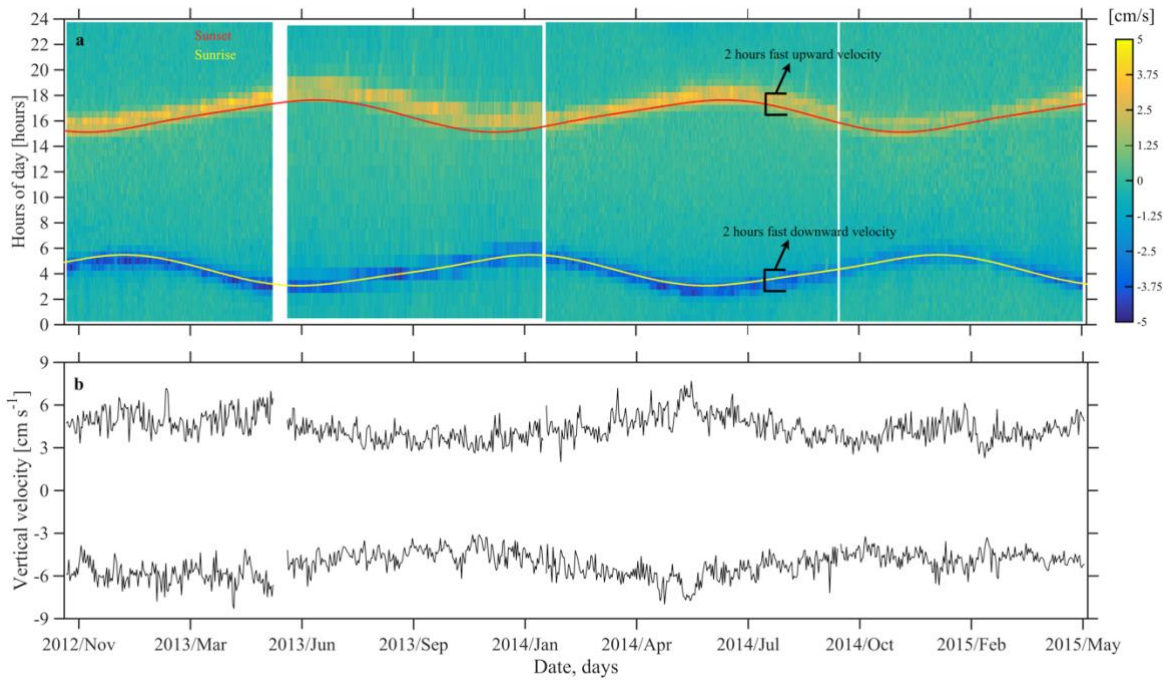 [cm/s]
a
Sunset
Sunrise
2 hours fast upward velocity
2 hours fast downward velocity
Hours of day [hours]
24
22
20
18
16
14
12
10
8
6
4
2
0
5
3.75
2.5
1.25
0
-1.25
-2.5
-3.75
-5
b
Vertical velocity [cm s⁻¹]
9
6
3
0
-3
-6
-9
2012/Nov 2013/Mar 2013/Jun 2013/Sep 2014/Jan 2014/Apr 2014/Jul 2014/Oct 2015/Feb 2015/May
Date, days